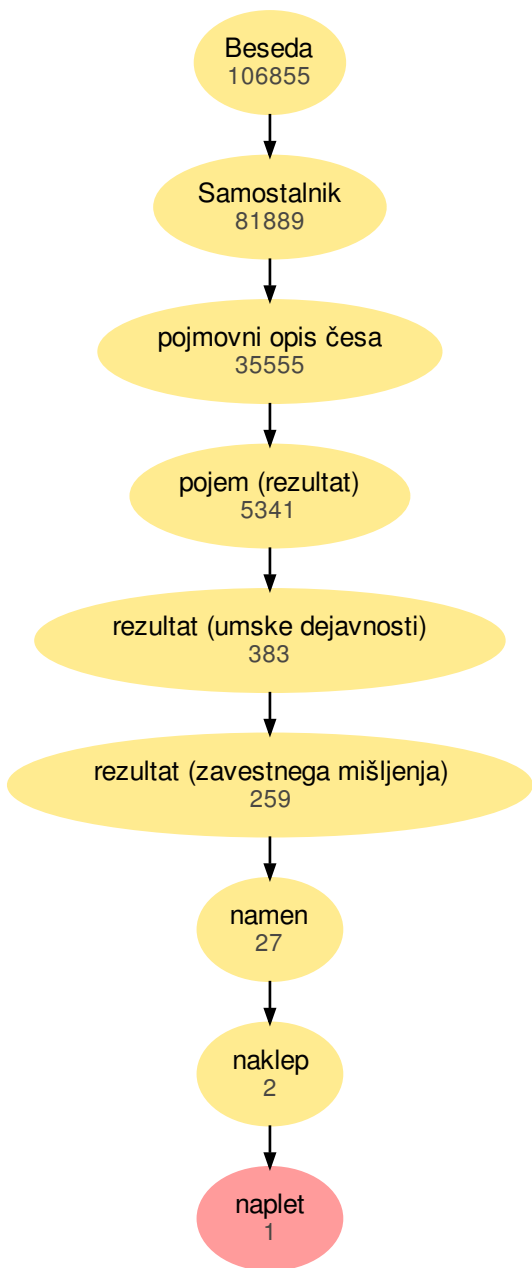 Beseda
106855
Samostalnik
81889
pojmovni opis česa
35555
pojem (rezultat)
5341
rezultat (umske dejavnosti)
383
rezultat (zavestnega mišljenja)
259
namen
27
naklep
2
naplet
1